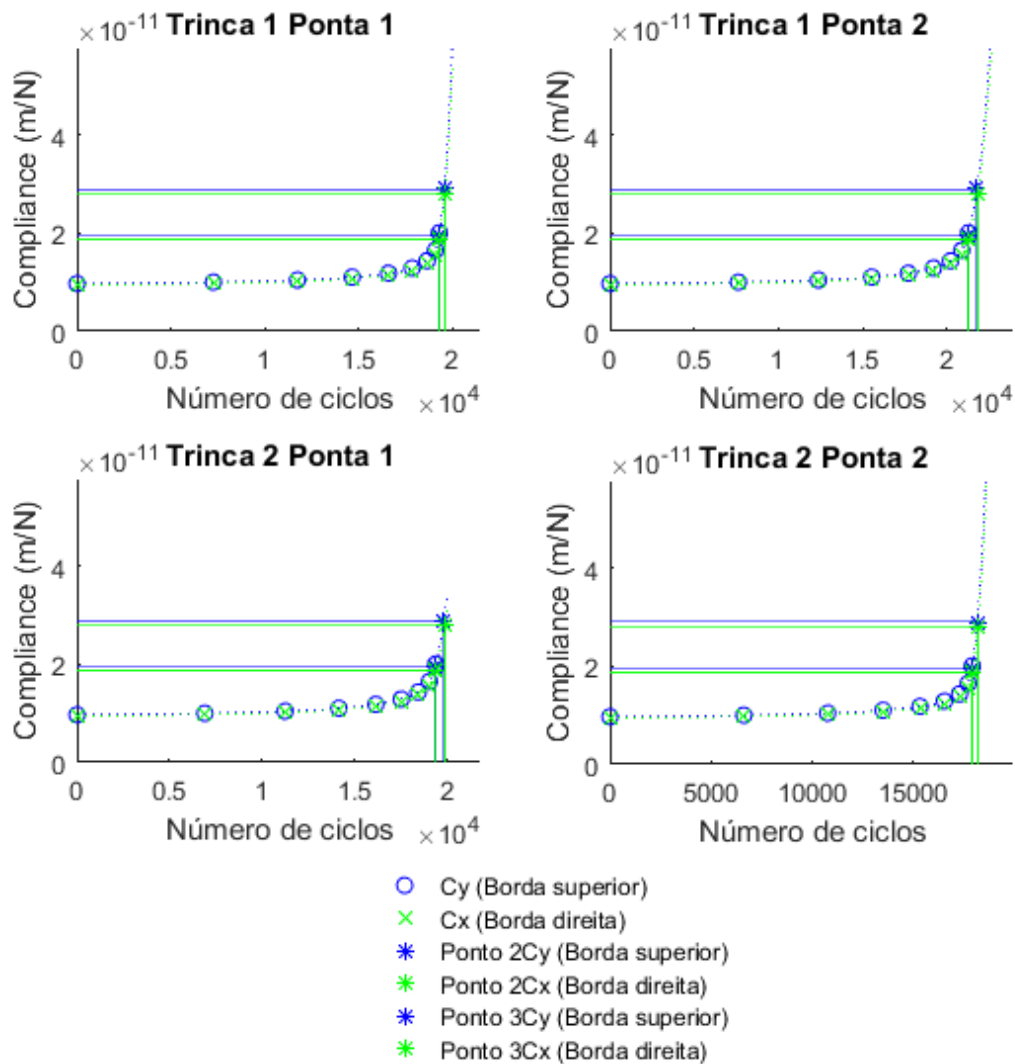 ×10-11 Trinca 1 Ponta 1
Compliance (m/N)
4
2
0
0 0.5 1 1.5 2
Número de ciclos ×104
×10-11 Trinca 1 Ponta 2
Compliance (m/N)
4
2
0
0 0.5 1 1.5 2
Número de ciclos ×104
×10-11 Trinca 2 Ponta 1
Compliance (m/N)
4
2
0
0 0.5 1 1.5 2
Número de ciclos ×104
×10-11 Trinca 2 Ponta 2
Compliance (m/N)
4
2
0
0 5000 10000 15000
Número de ciclos
Cy (Borda superior)
Cx (Borda direita)
Ponto 2Cy (Borda superior)
Ponto 2Cx (Borda direita)
Ponto 3Cy (Borda superior)
Ponto 3Cx (Borda direita)